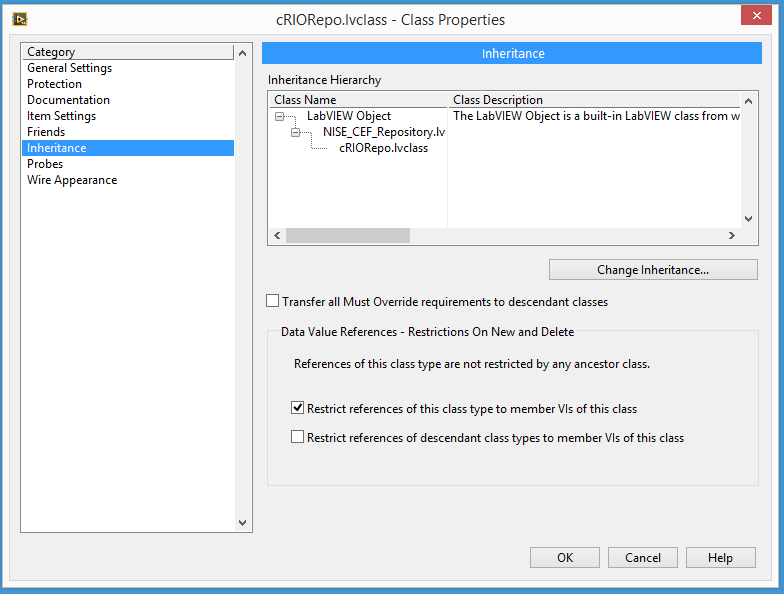 cRIORepo.lvclass - Class Properties
Category
General Settings
Protection
Documentation
Item Settings
Friends
Inheritance
Probes
Wire Appearance
Inheritance
Inheritance Hierarchy
Class Name Class Description
LabVIEW Object The LabVIEW Object is a built-in LabVIEW class from w
NISE_CEF_Repository.lv
cRIORepo.lvclass
Change Inheritance...
Transfer all Must Override requirements to descendant classes
Data Value References - Restrictions On New and Delete
References of this class type are not restricted by any ancestor class.
Restrict references of this class type to member VIs of this class
Restrict references of descendant class types to member VIs of this class
OK Cancel Help